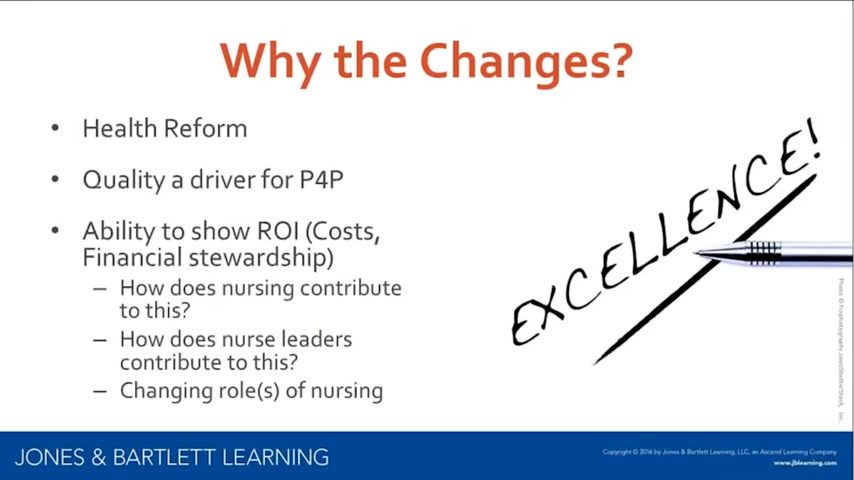 Why the Changes?
• Health Reform
• Quality a driver for P4P
• Ability to show ROI (Costs,
Financial stewardship)
– How does nursing contribute
to this?
– How does nurse leaders
contribute to this?
– Changing role(s) of nursing
EXCELLENCE!
JONES & BARTLETT LEARNING
Copyright © 2016 by Jones & Bartlett Learning, LLC, an Ascend Learning Company
www.jblearning.com